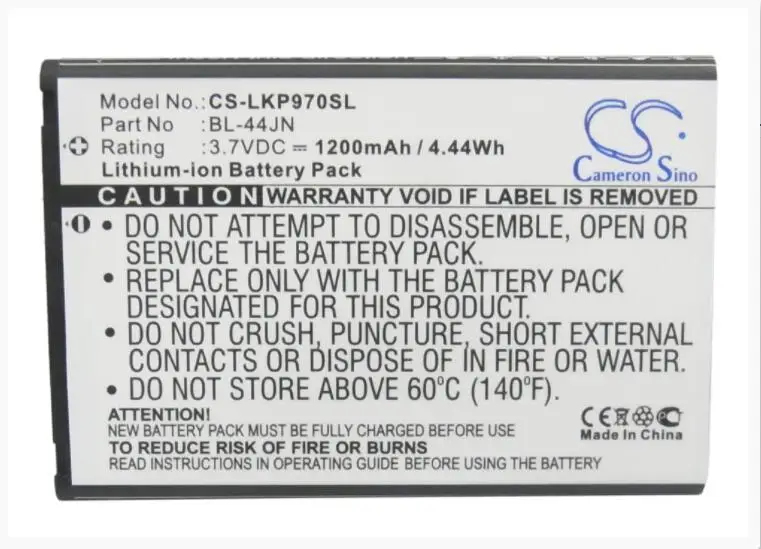 Model No.: CS-LKP970SL
Part No : BL-44JN
Rating : 3.7VDC ⎓ 1200mAh / 4.44Wh
Lithium-ion Battery Pack
CS
Cameron Sino
CAUTION WARRANTY VOID IF LABEL IS REMOVED
• DO NOT ATTEMPT TO DISASSEMBLE, OPEN OR
SERVICE THE BATTERY PACK.
• REPLACE ONLY WITH THE BATTERY PACK
DESIGNATED FOR THIS PRODUCT.
• DO NOT CRUSH, PUNCTURE, SHORT EXTERNAL
CONTACTS OR DISPOSE OF IN FIRE OR WATER.
• DO NOT STORE ABOVE 60°C (140°F).
ATTENTION!
NEW BATTERY PACK MUST BE FULLY CHARGED BEFORE USE
TO REDUCE RISK OF FIRE OR BURNS
READ INSTRUCTIONS IN OPERATING GUIDE BEFORE USING THE BATTERY
CE
Made In China